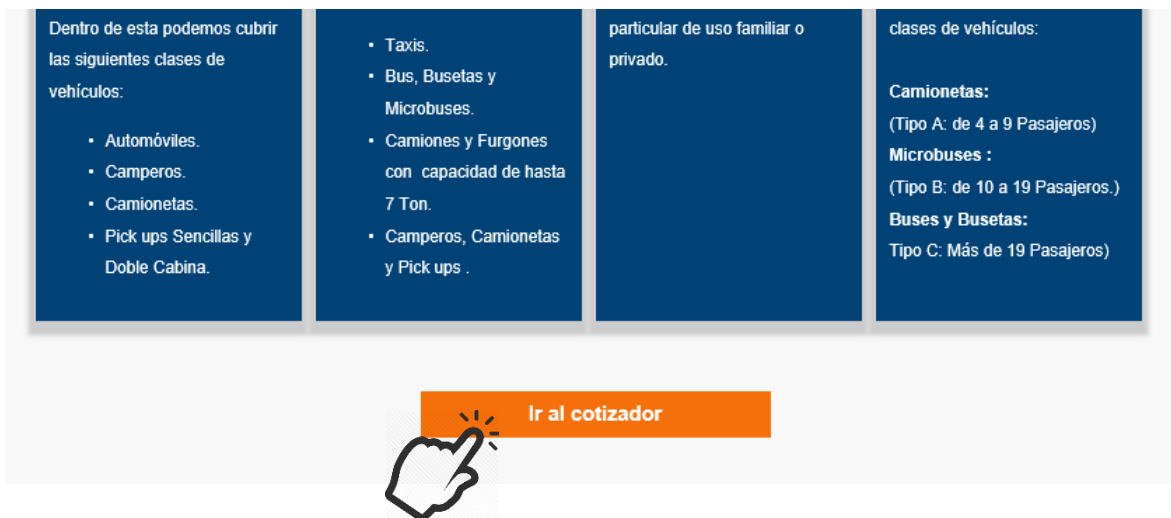 Dentro de esta podemos cubrir
las siguientes clases de
vehículos:
• Automóviles.
• Camperos.
• Camionetas.
• Pick ups Sencillas y
Doble Cabina.
• Taxis.
• Bus, Busetas y
Microbuses.
• Camiones y Furgones
con  capacidad de hasta
7 Ton.
• Camperos, Camionetas
y Pick ups .
particular de uso familiar o
privado.
clases de vehículos:
Camionetas:
(Tipo A: de 4 a 9 Pasajeros)
Microbuses :
(Tipo B: de 10 a 19 Pasajeros.)
Buses y Busetas:
Tipo C: Más de 19 Pasajeros)
Ir al cotizador